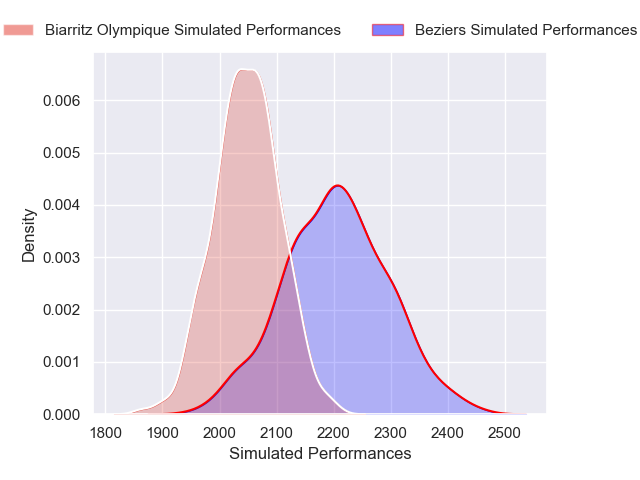 Biarritz Olympique Simulated Performances Beziers Simulated Performances
0.006
0.005
0.004
0.003
0.002
0.001
0.000
Density
1800 1900 2000 2100 2200 2300 2400 2500
Simulated Performances